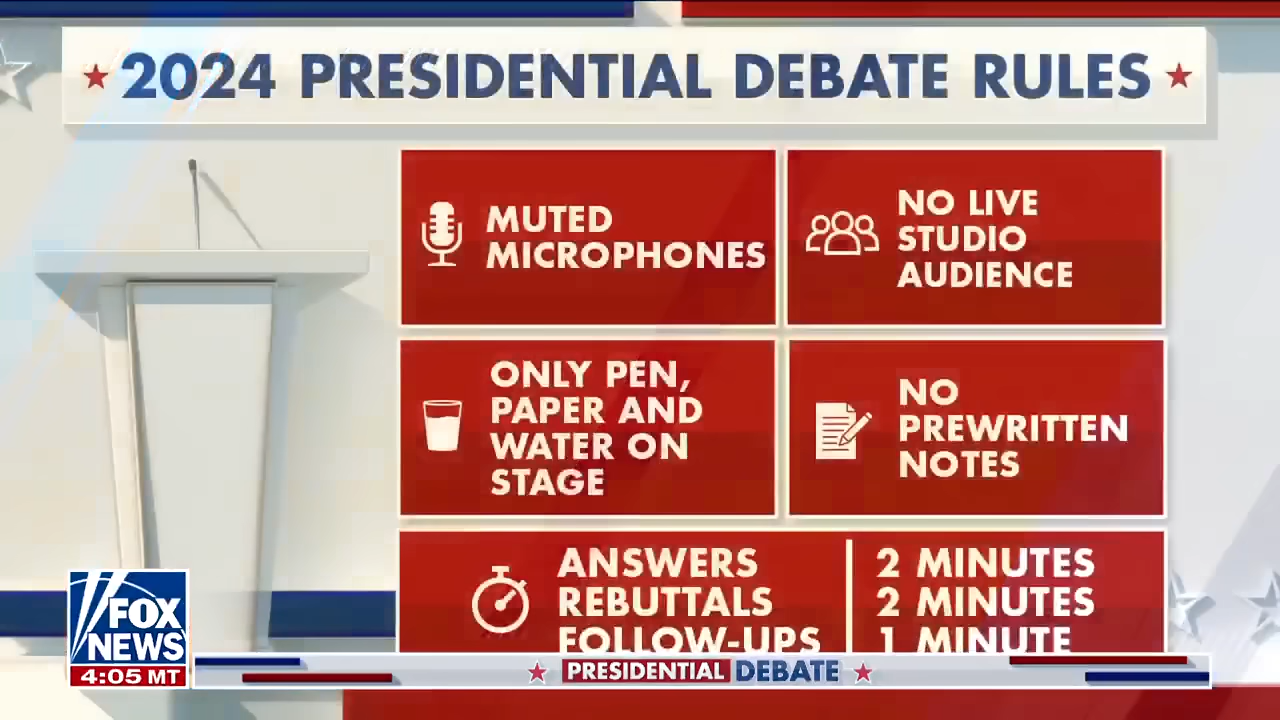 2024 PRESIDENTIAL DEBATE RULES
MUTED
MICROPHONES
NO LIVE
STUDIO
AUDIENCE
ONLY PEN,
PAPER AND
WATER ON
STAGE
NO
PREWRITTEN
NOTES
ANSWERS
REBUTTALS
FOLLOW-UPS
2 MINUTES
2 MINUTES
1 MINUTE
FOX
NEWS
4:05 MT
PRESIDENTIAL DEBATE